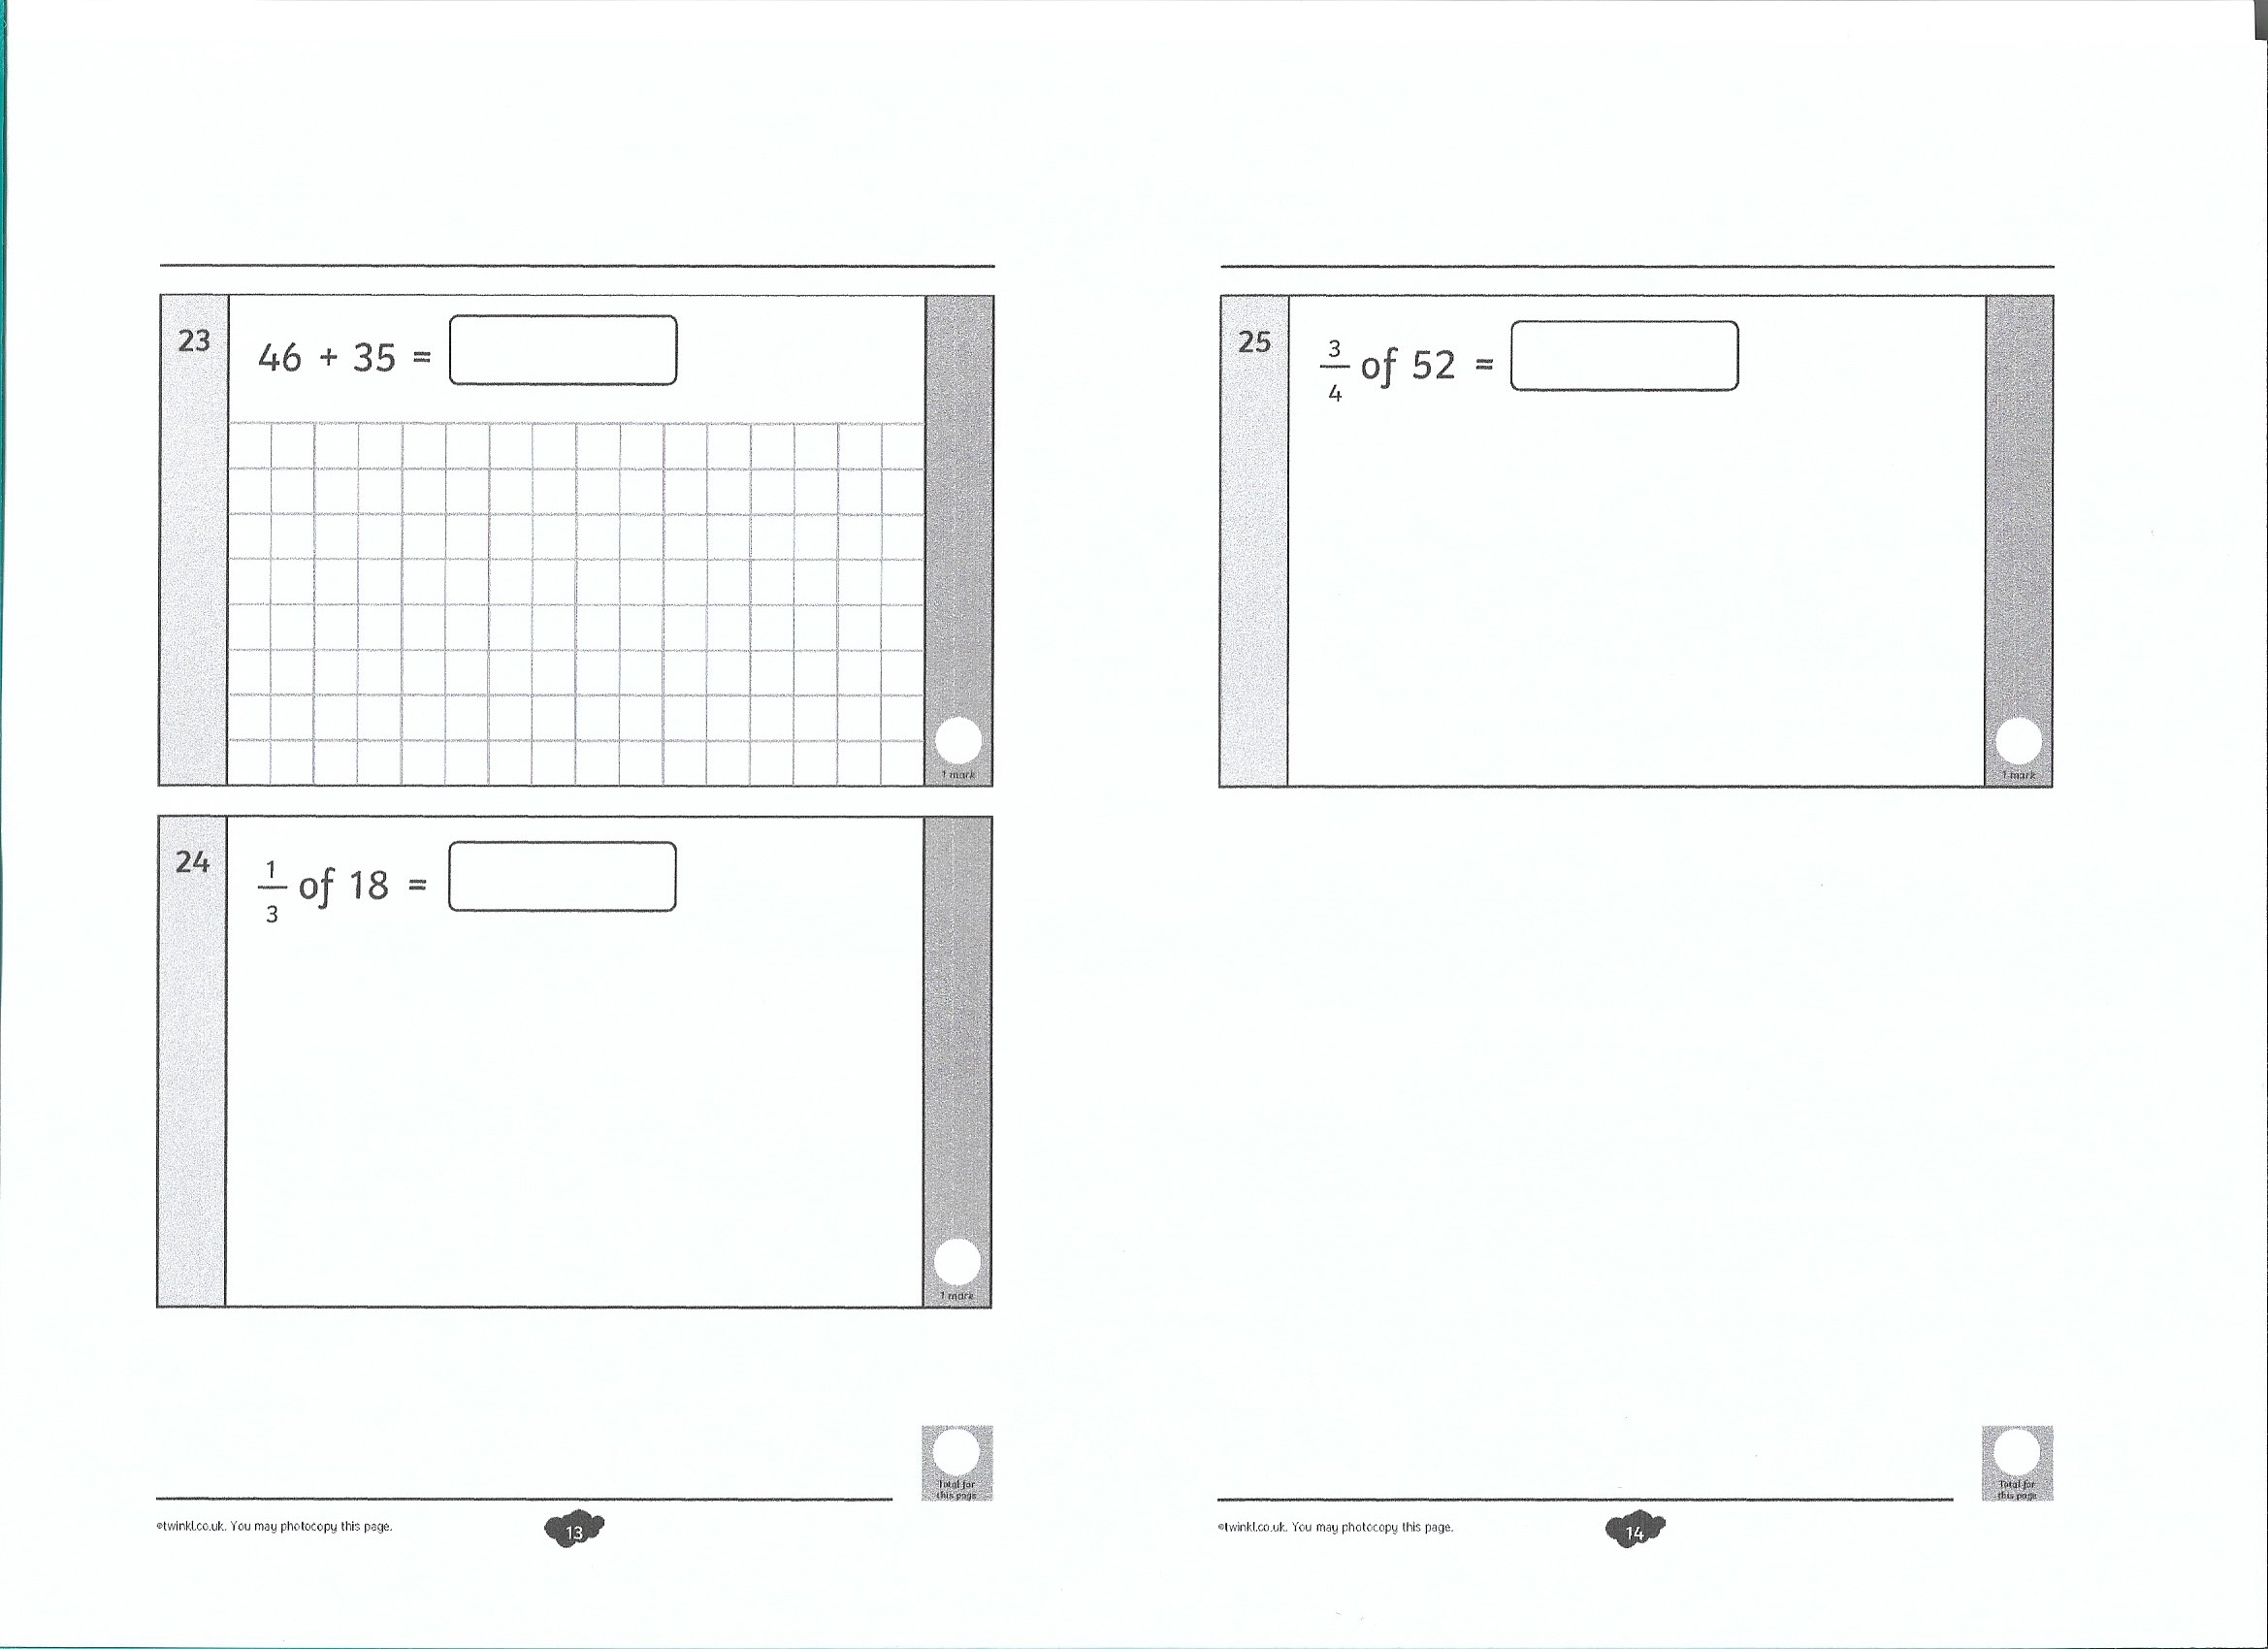 23
46 + 35 =
1 mark
24
1/3 of 18 =
1 mark
Total for
this page
©twinkl.co.uk. You may photocopy this page.
13
25
3/4 of 52 =
1 mark
Total for
this page
©twinkl.co.uk. You may photocopy this page.
14